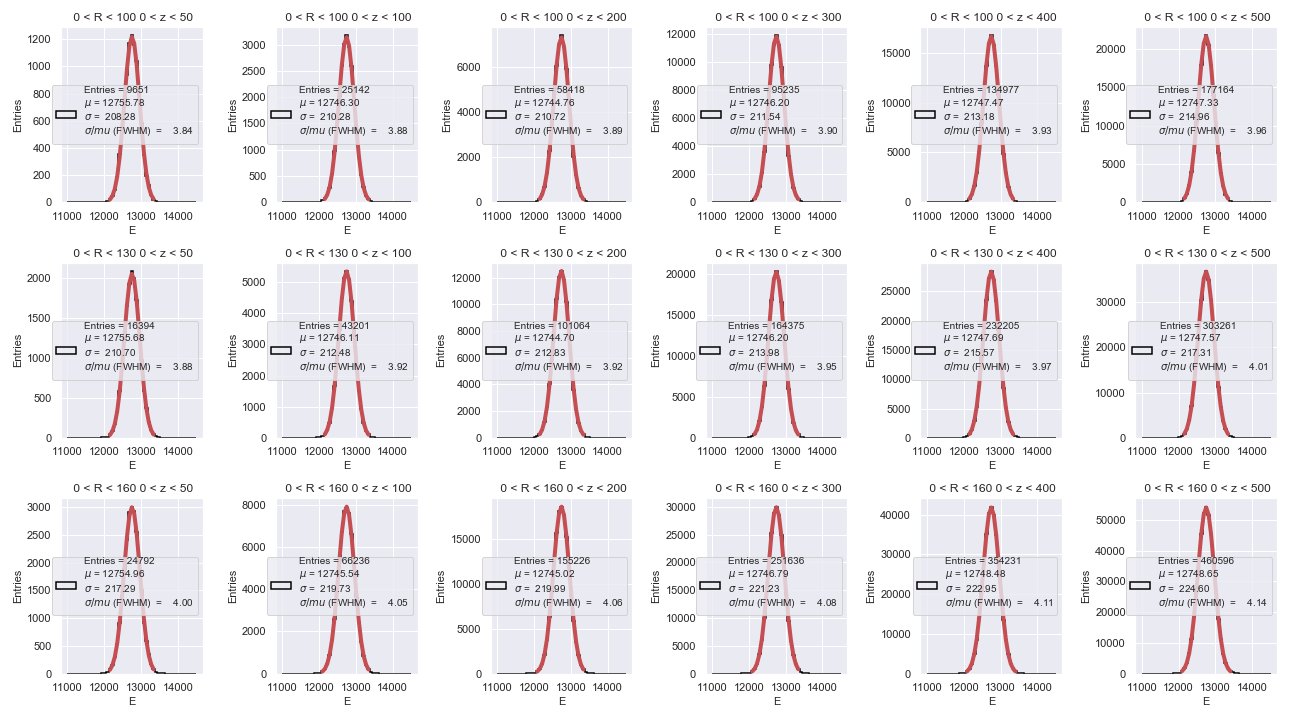 0 < R < 100 0 < z < 50
Entries
1200
1000
800
600
400
200
0
Entries = 9651
μ = 12755.78
σ = 208.28
σ/mu (FWHM) = 3.84
11000 12000 13000 14000
E
0 < R < 100 0 < z < 100
Entries
3000
2500
2000
1500
1000
500
0
Entries = 25142
μ = 12746.30
σ = 210.28
σ/mu (FWHM) = 3.88
11000 12000 13000 14000
E
0 < R < 100 0 < z < 200
Entries
6000
4000
2000
0
Entries = 58418
μ = 12744.76
σ = 210.72
σ/mu (FWHM) = 3.89
11000 12000 13000 14000
E
0 < R < 100 0 < z < 300
Entries
12000
10000
8000
6000
4000
2000
0
Entries = 95235
μ = 12746.20
σ = 211.54
σ/mu (FWHM) = 3.90
11000 12000 13000 14000
E
0 < R < 100 0 < z < 400
Entries
15000
10000
5000
0
Entries = 134977
μ = 12747.47
σ = 213.18
σ/mu (FWHM) = 3.93
11000 12000 13000 14000
E
0 < R < 100 0 < z < 500
Entries
20000
15000
10000
5000
0
Entries = 177164
μ = 12747.33
σ = 214.96
σ/mu (FWHM) = 3.96
11000 12000 13000 14000
E
0 < R < 130 0 < z < 50
Entries
2000
1500
1000
500
0
Entries = 16394
μ = 12755.68
σ = 210.70
σ/mu (FWHM) = 3.88
11000 12000 13000 14000
E
0 < R < 130 0 < z < 100
Entries
5000
4000
3000
2000
1000
0
Entries = 43201
μ = 12746.11
σ = 212.48
σ/mu (FWHM) = 3.92
11000 12000 13000 14000
E
0 < R < 130 0 < z < 200
Entries
12000
10000
8000
6000
4000
2000
0
Entries = 101064
μ = 12744.70
σ = 212.83
σ/mu (FWHM) = 3.92
11000 12000 13000 14000
E
0 < R < 130 0 < z < 300
Entries
20000
15000
10000
5000
0
Entries = 164375
μ = 12746.20
σ = 213.98
σ/mu (FWHM) = 3.95
11000 12000 13000 14000
E
0 < R < 130 0 < z < 400
Entries
25000
20000
15000
10000
5000
0
Entries = 232205
μ = 12747.69
σ = 215.57
σ/mu (FWHM) = 3.97
11000 12000 13000 14000
E
0 < R < 130 0 < z < 500
Entries
30000
20000
10000
0
Entries = 303261
μ = 12747.57
σ = 217.31
σ/mu (FWHM) = 4.01
11000 12000 13000 14000
E
0 < R < 160 0 < z < 50
Entries
3000
2500
2000
1500
1000
500
0
Entries = 24792
μ = 12754.96
σ = 217.29
σ/mu (FWHM) = 4.00
11000 12000 13000 14000
E
0 < R < 160 0 < z < 100
Entries
8000
6000
4000
2000
0
Entries = 66236
μ = 12745.54
σ = 219.73
σ/mu (FWHM) = 4.05
11000 12000 13000 14000
E
0 < R < 160 0 < z < 200
Entries
15000
10000
5000
0
Entries = 155226
μ = 12745.02
σ = 219.99
σ/mu (FWHM) = 4.06
11000 12000 13000 14000
E
0 < R < 160 0 < z < 300
Entries
30000
25000
20000
15000
10000
5000
0
Entries = 251636
μ = 12746.79
σ = 221.23
σ/mu (FWHM) = 4.08
11000 12000 13000 14000
E
0 < R < 160 0 < z < 400
Entries
40000
30000
20000
10000
0
Entries = 354231
μ = 12748.48
σ = 222.95
σ/mu (FWHM) = 4.11
11000 12000 13000 14000
E
0 < R < 160 0 < z < 500
Entries
50000
40000
30000
20000
10000
0
Entries = 460596
μ = 12748.65
σ = 224.60
σ/mu (FWHM) = 4.14
11000 12000 13000 14000
E